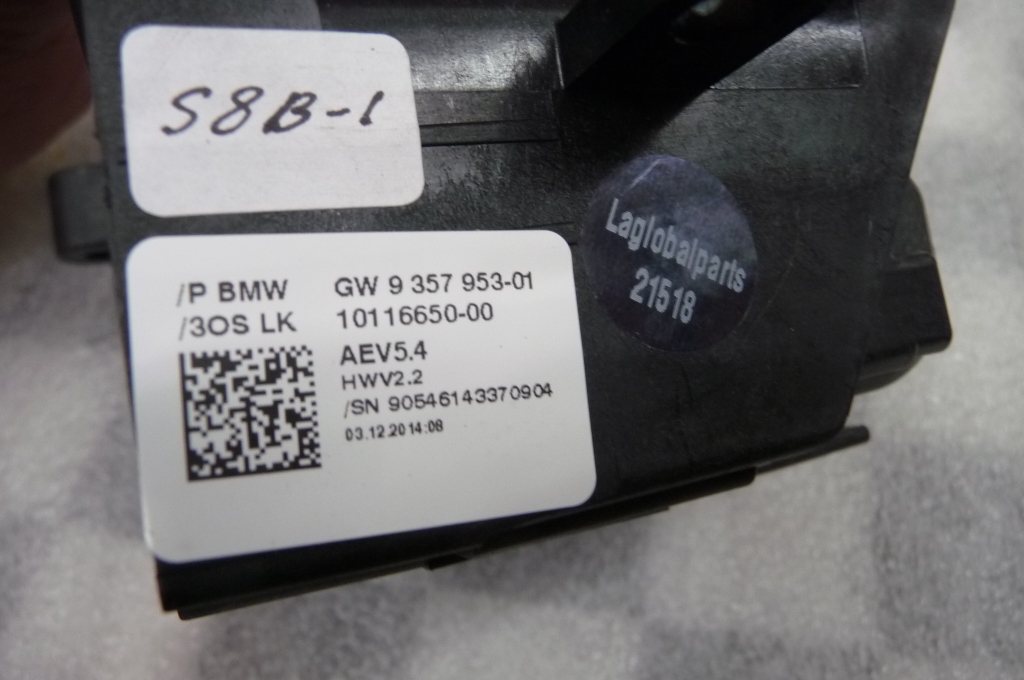 S8B-1
/P BMW GW 9 357 953-01
/3OS LK 10116650-00
AEV5.4
HWV2.2
/SN 90546143370904
03.12.2014:08
Laglobalparts
21518